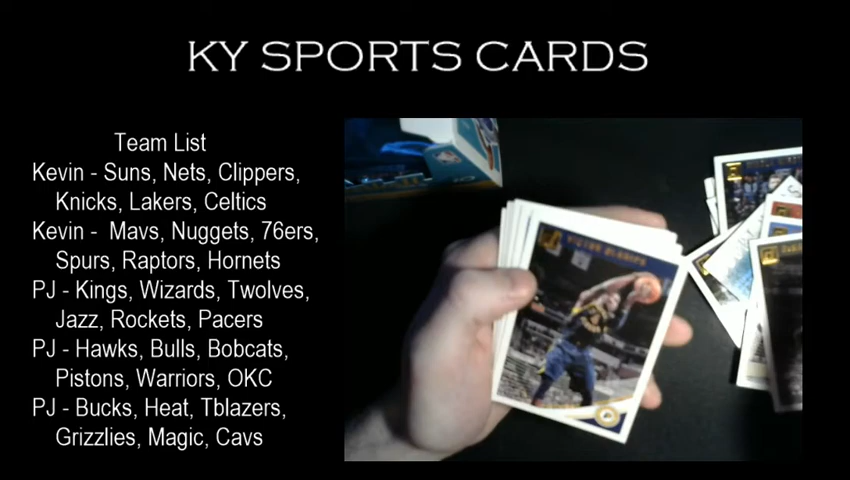 KY SPORTS CARDS
Team List
Kevin - Suns, Nets, Clippers,
Knicks, Lakers, Celtics
Kevin - Mavs, Nuggets, 76ers,
Spurs, Raptors, Hornets
PJ - Kings, Wizards, Twolves,
Jazz, Rockets, Pacers
PJ - Hawks, Bulls, Bobcats,
Pistons, Warriors, OKC
PJ - Bucks, Heat, Tblazers,
Grizzlies, Magic, Cavs
VICTOR OLADIPO